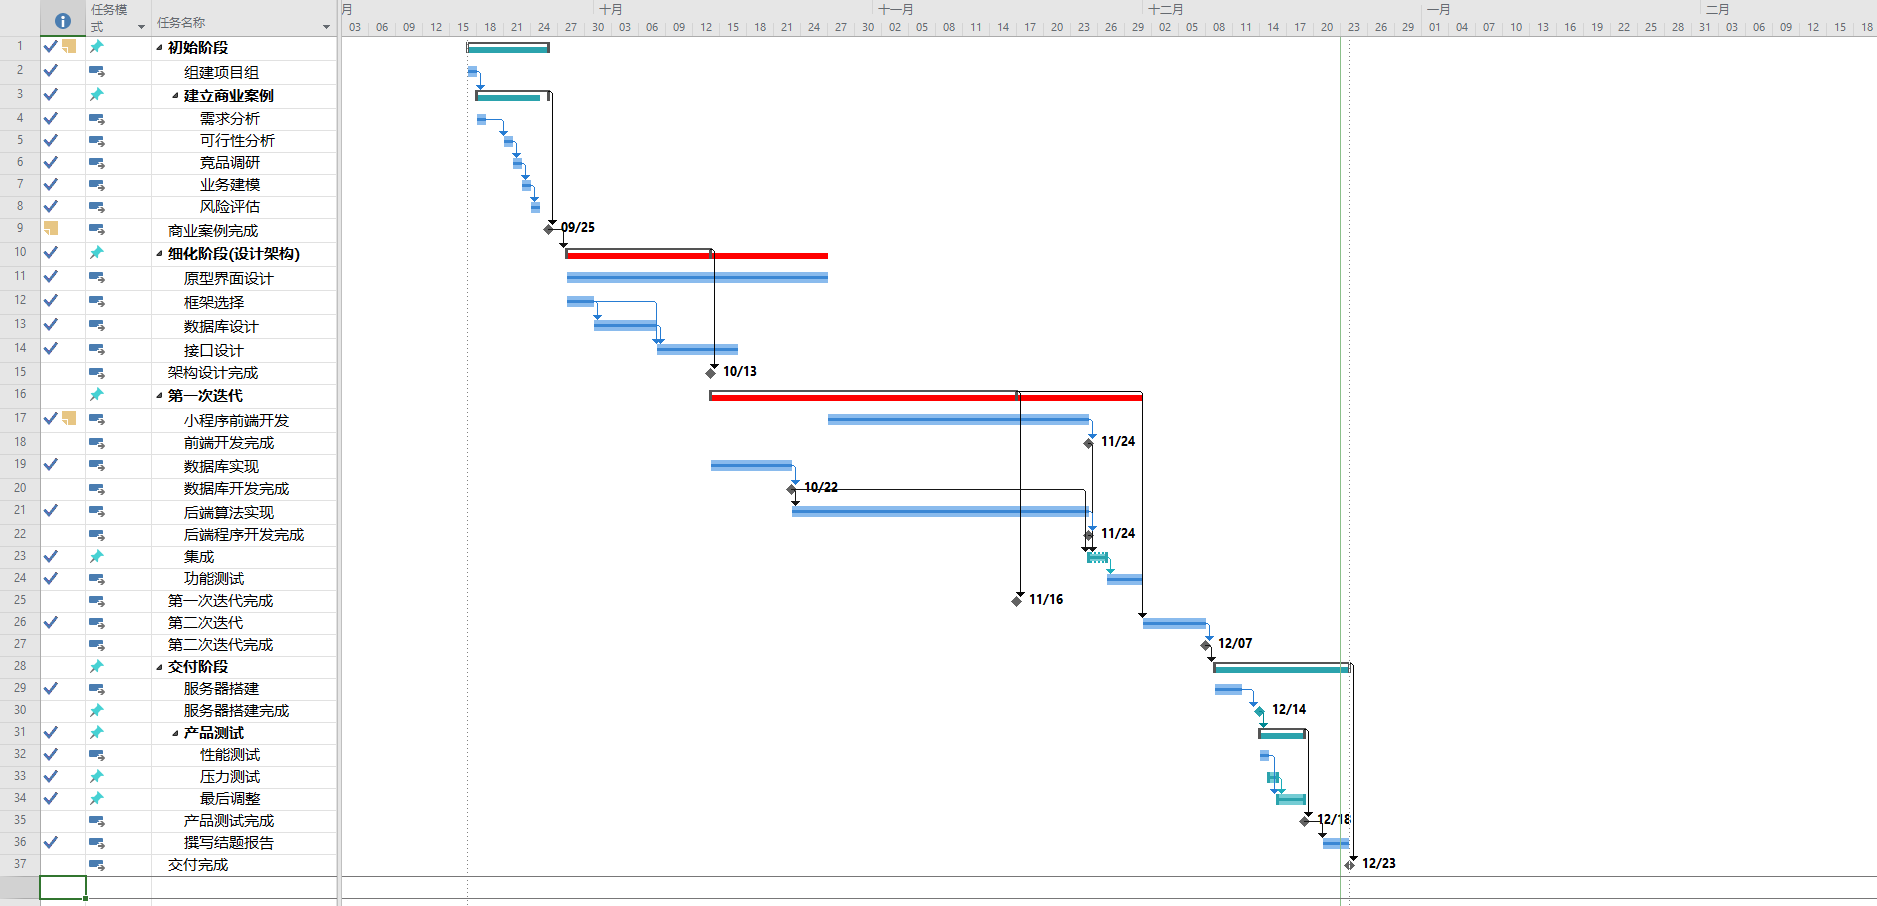 任务模式 任务名称 月 十月 十一月 十二月 一月 二月
03 06 09 12 15 18 21 24 27 30 03 06 09 12 15 18 21 24 27 30 02 05 08 11 14 17 20 23 26 29 02 05 08 11 14 17 20 23 26 29 01 04 07 10 13 16 19 22 25 28 31 03 06 09 12 15 18
1 初始阶段
2 组建项目组
3 建立商业案例
4 需求分析
5 可行性分析
6 竞品调研
7 业务建模
8 风险评估
9 商业案例完成 09/25
10 细化阶段(设计架构)
11 原型界面设计
12 框架选择
13 数据库设计
14 接口设计
15 架构设计完成 10/13
16 第一次迭代
17 小程序前端开发
18 前端开发完成 11/24
19 数据库实现
20 数据库开发完成 10/22
21 后端算法实现
22 后端程序开发完成 11/24
23 集成
24 功能测试
25 第一次迭代完成 11/16
26 第二次迭代
27 第二次迭代完成 12/07
28 交付阶段
29 服务器搭建
30 服务器搭建完成 12/14
31 产品测试
32 性能测试
33 压力测试
34 最后调整
35 产品测试完成 12/18
36 撰写结题报告
37 交付完成 12/23